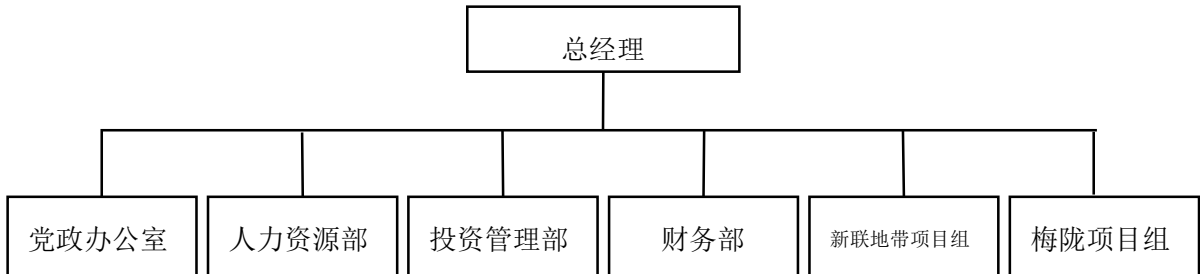 总经理
党政办公室
人力资源部
投资管理部
财务部
新联地带项目组
梅陇项目组